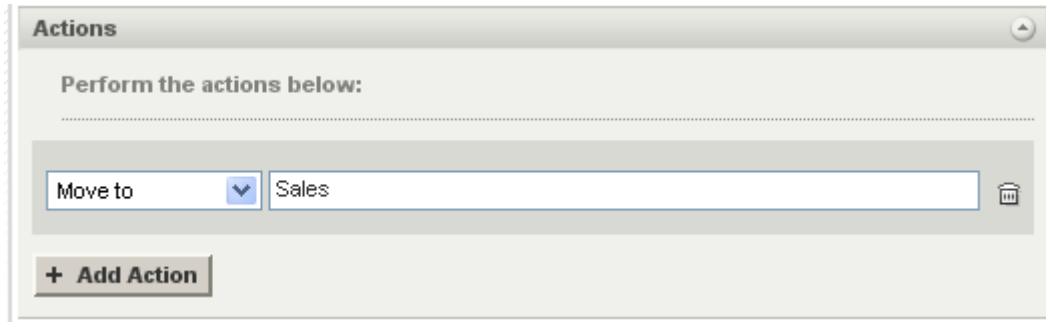 Actions
Perform the actions below:
Move to Sales
+ Add Action